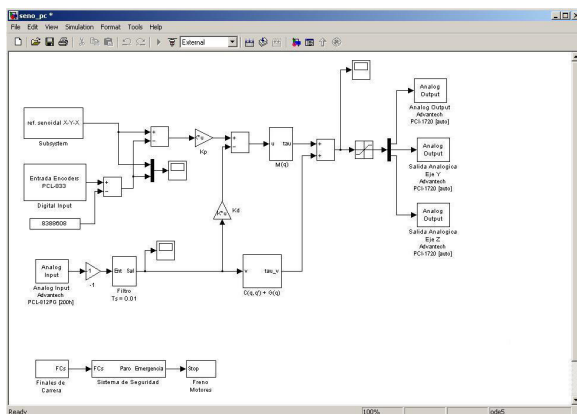 seno_pc *
File Edit View Simulation Format Tools Help
External
ref. senoidal X-Y-X
Subsystem
Entrada Encoders
PCL-833
Digital Input
8388608
K*u
Kp
K*u
Kd
u tau
M(q)
Analog
Output
Analog Output
Advantech
PCI-1720 [auto]
Analog
Output
Salida Analogica
Eje Y
Advantech
PCI-1720 [auto]
Analog
Output
Salida Analogica
Eje Z
Advantech
PCI-1720 [auto]
Analog
Input
Analog Input
Advantech
PCL-812PG [200h]
-1
-1
Ent Sal
Filtro
Ts = 0.01
v tau_v
C(q,q') + G(q)
FCs
Finales de
Carrera
FCs Paro Emergencia
Sistema de Seguridad
Stop
Freno
Motores
Ready
100%
ode5